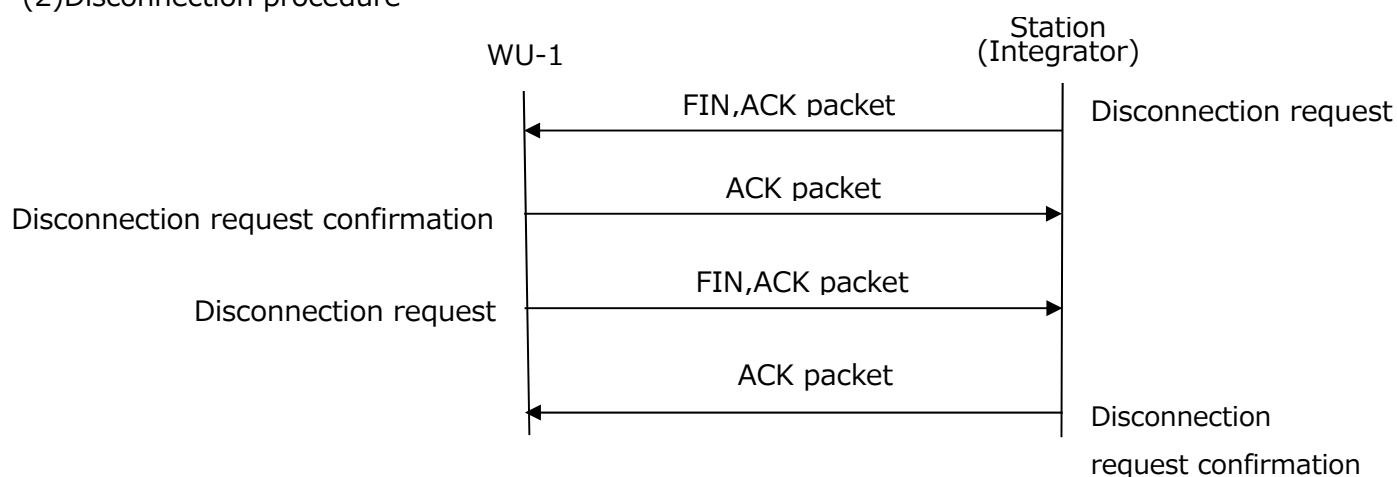 (2)Disconnection procedure
Station
(Integrator)
WU-1
FIN,ACK packet
Disconnection request
ACK packet
Disconnection request confirmation
FIN,ACK packet
Disconnection request
ACK packet
Disconnection
request confirmation